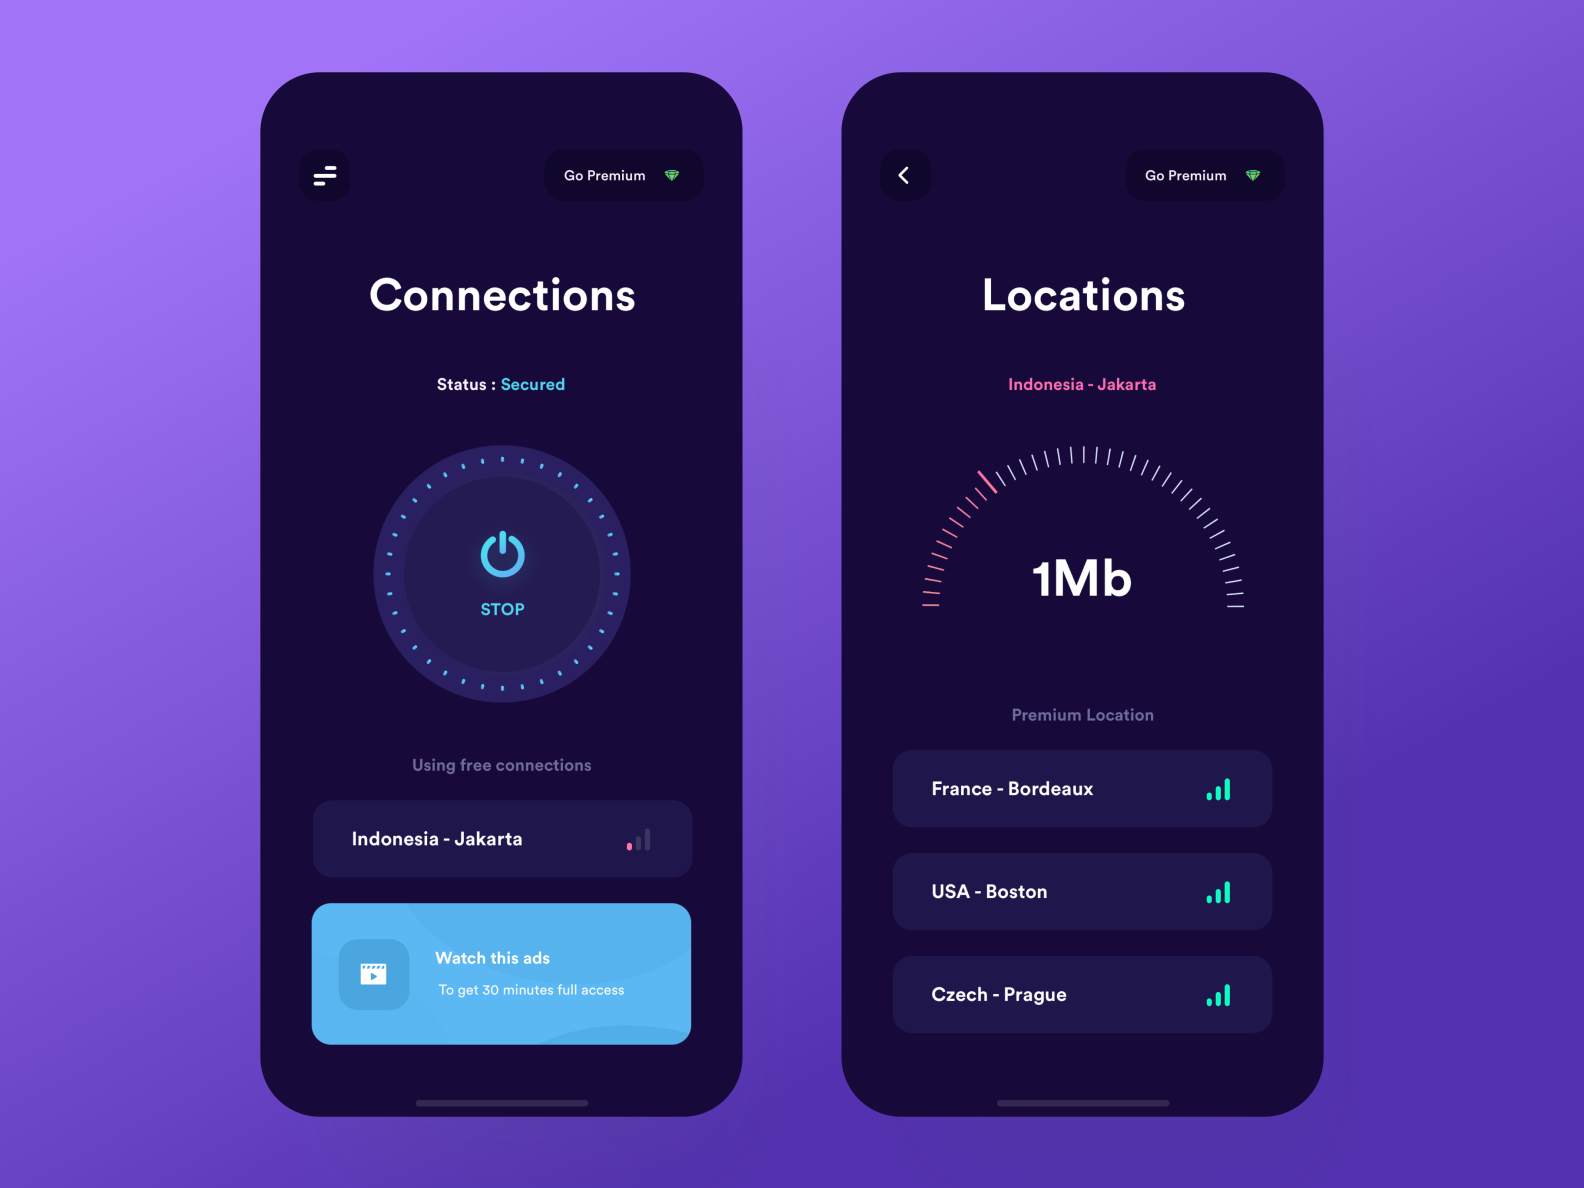 Go Premium
Connections
Status : Secured
STOP
Using free connections
Indonesia - Jakarta
Watch this ads
To get 30 minutes full access
Go Premium
Locations
Indonesia - Jakarta
1Mb
Premium Location
France - Bordeaux
USA - Boston
Czech - Prague